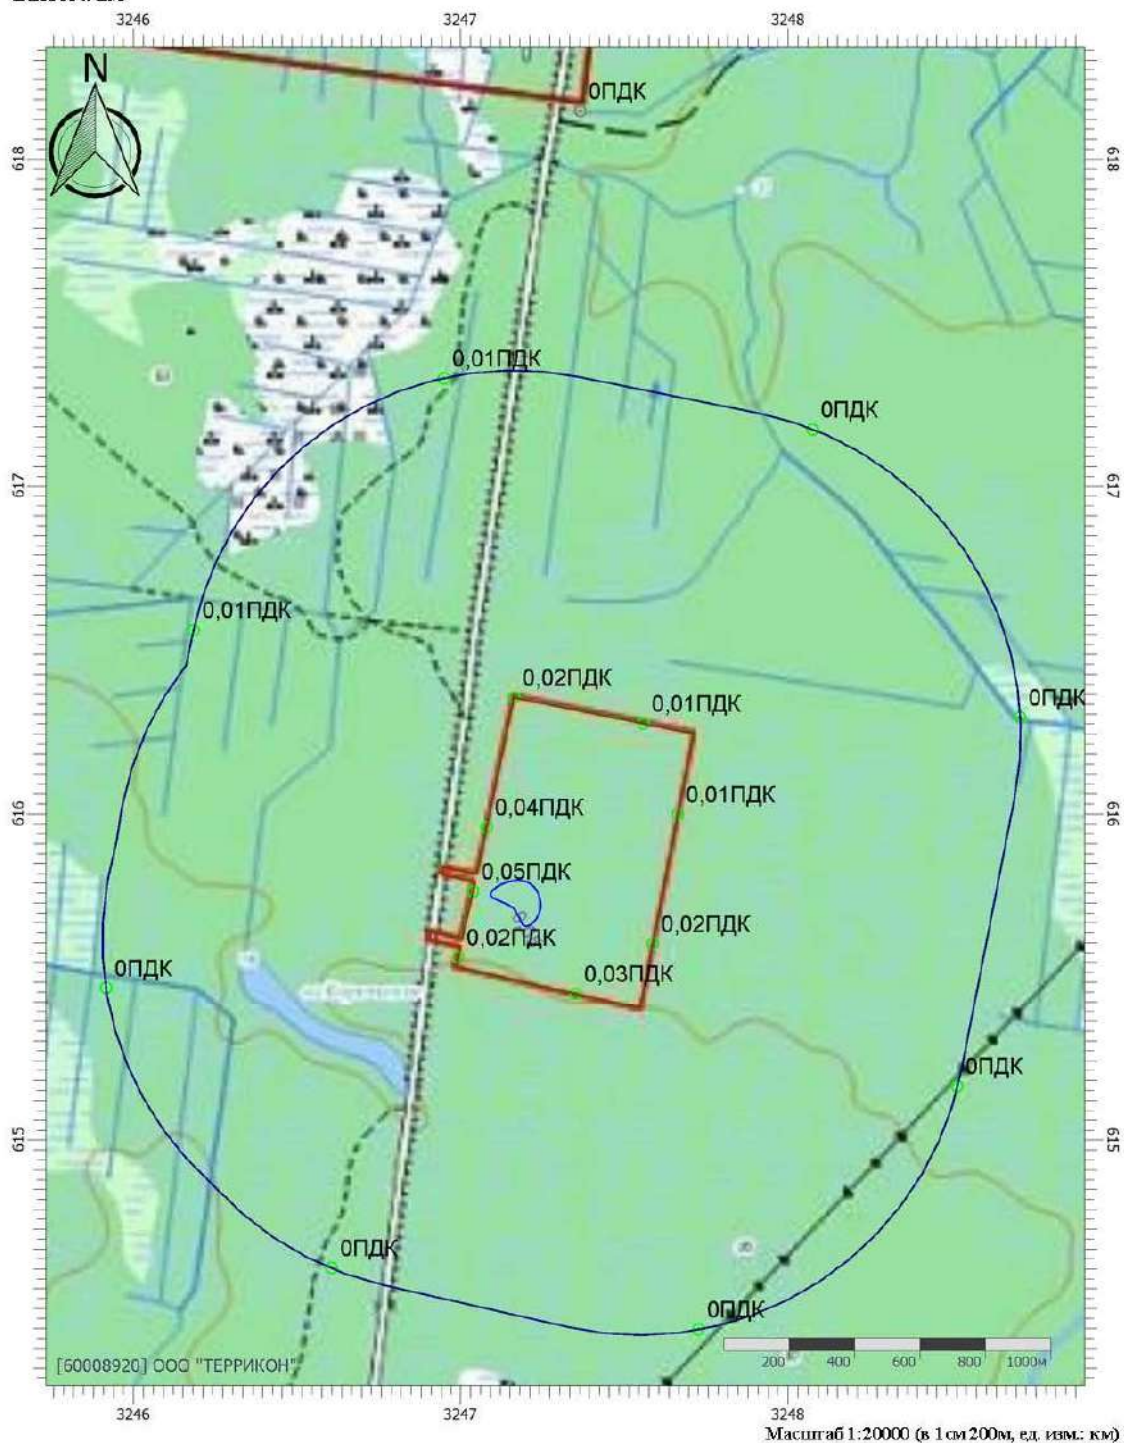 3246 3247 3248
N
0ПДК
618 618
0,01ПДК
0ПДК
617 617
0,01ПДК
0,02ПДК
0,01ПДК
0ПДК
0,01ПДК
0,04ПДК
616 616
0,05ПДК
0,02ПДК
0,02ПДК
0ПДК
0,03ПДК
0ПДК
615 615
0ПДК
0ПДК
200 400 600 800 1000м
[60008920] ООО "ТЕРРИКОН"
3246 3247 3248
Масштаб 1:20000 (в 1 см 200м, ед. изм.: км)